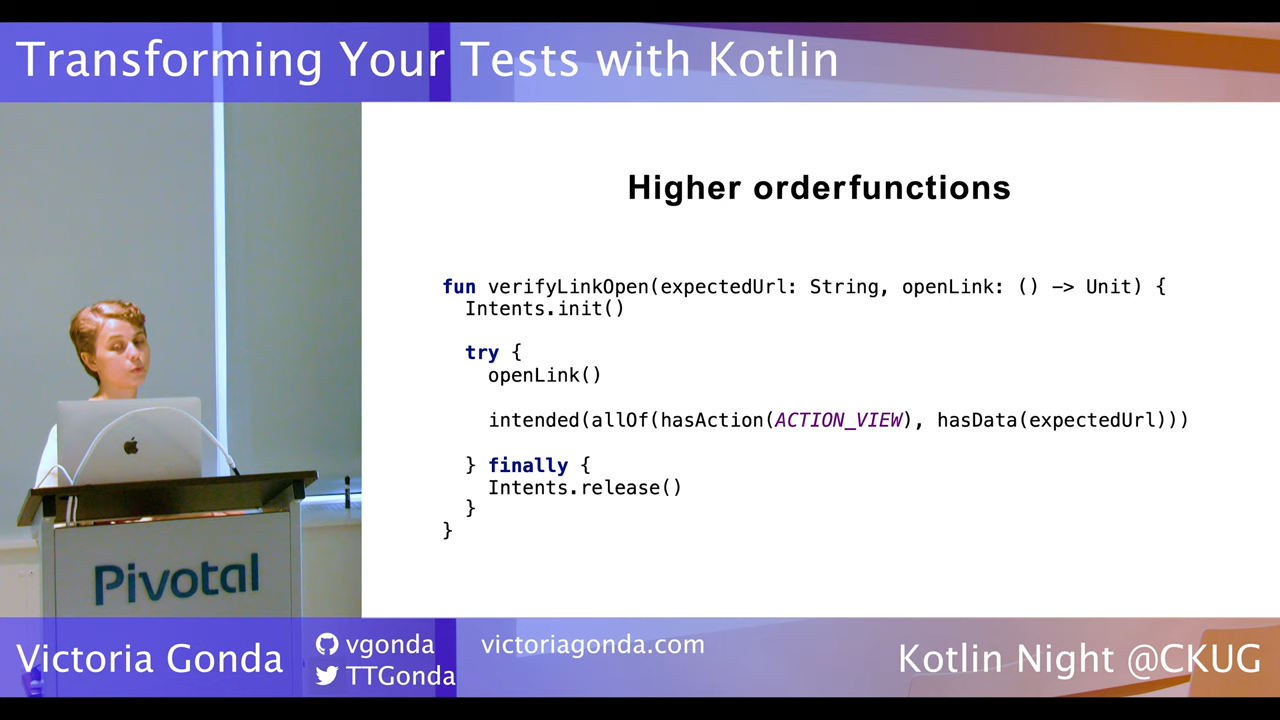 Transforming Your Tests with Kotlin
Higher orderfunctions
fun verifyLinkOpen(expectedUrl: String, openLink: () -> Unit) {
Intents.init()
try {
openLink()
intended(allOf(hasAction(ACTION_VIEW), hasData(expectedUrl)))
} finally {
Intents.release()
}
}
Pivotal
Victoria Gonda
vgonda
TTGonda
victoriagonda.com
Kotlin Night @CKUG